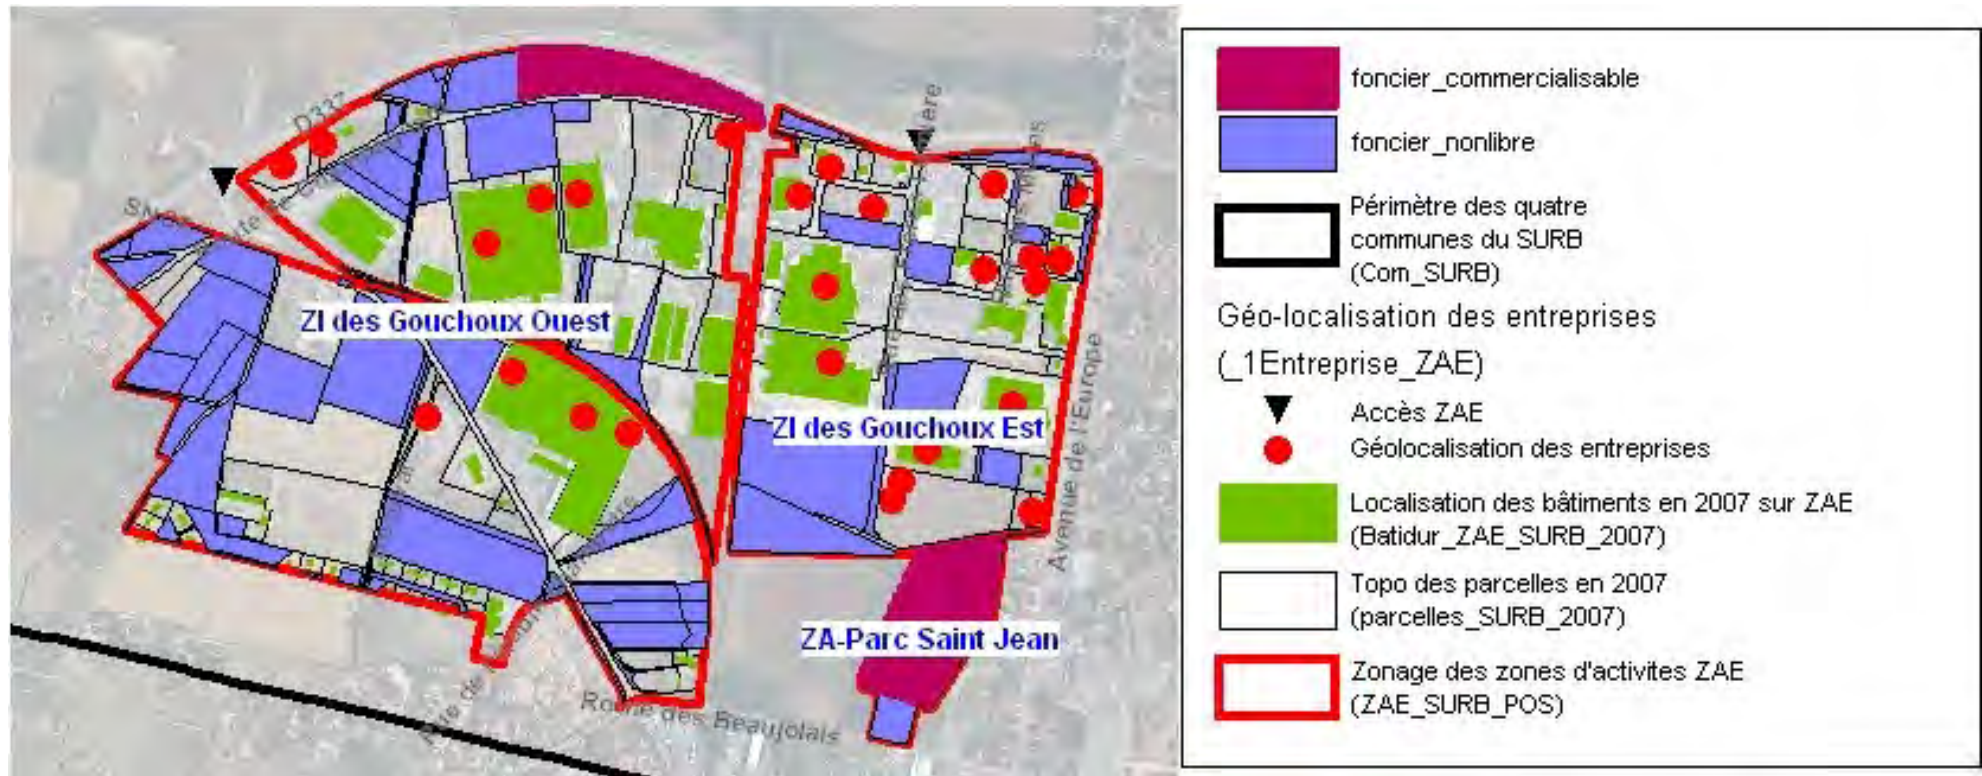 D337
ZI des Gouchoux Ouest
ZI des Gouchoux Est
Avenue de l'Europe
ZA-Parc Saint Jean
Route des Beaujolais
foncier_commercialisable
foncier_nonlibre
Périmètre des quatre
communes du SURB
(Com_SURB)
Géo-localisation des entreprises
(_1Entreprise_ZAE)
Accès ZAE
Géolocalisation des entreprises
Localisation des bâtiments en 2007 sur ZAE
(Batidur_ZAE_SURB_2007)
Topo des parcelles en 2007
(parcelles_SURB_2007)
Zonage des zones d'activites ZAE
(ZAE_SURB_POS)